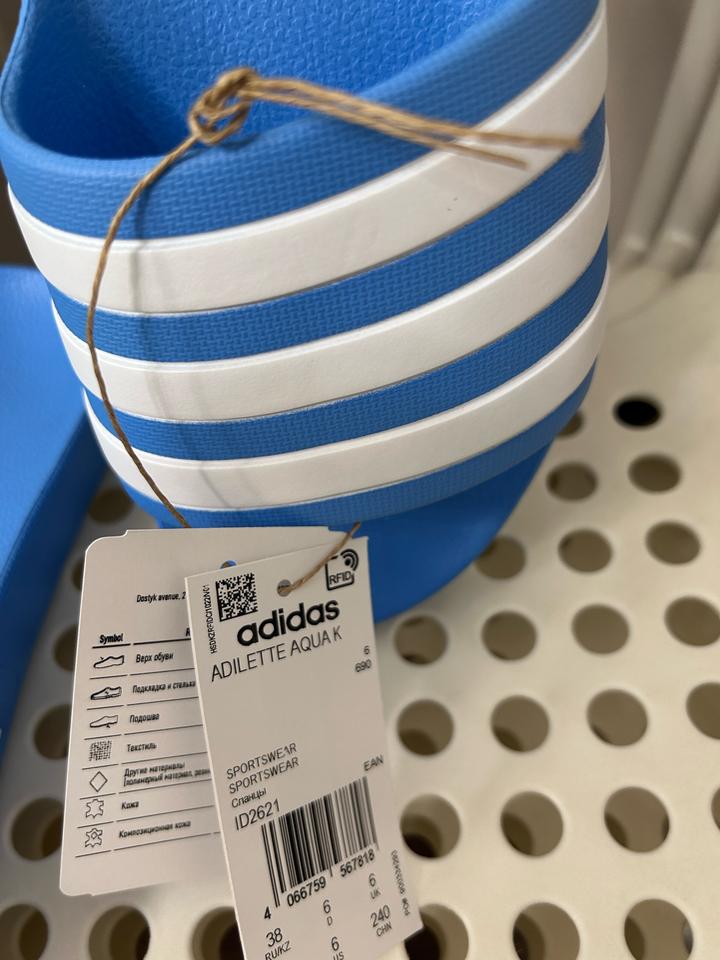 Dostyk avenue, 2
Symbol
Верх обуви
Подкладка и стелька
Подошва
Текстиль
Другие материалы
Кожа
Композиционная кожа
RFID
adidas
ADILETTE AQUA K
6
690
SPORTSWEAR
SPORTSWEAR
Сланцы
EAN
ID2621
4 066759 567818
38 6 6
RU/KZ D UK
6 240
US CHN